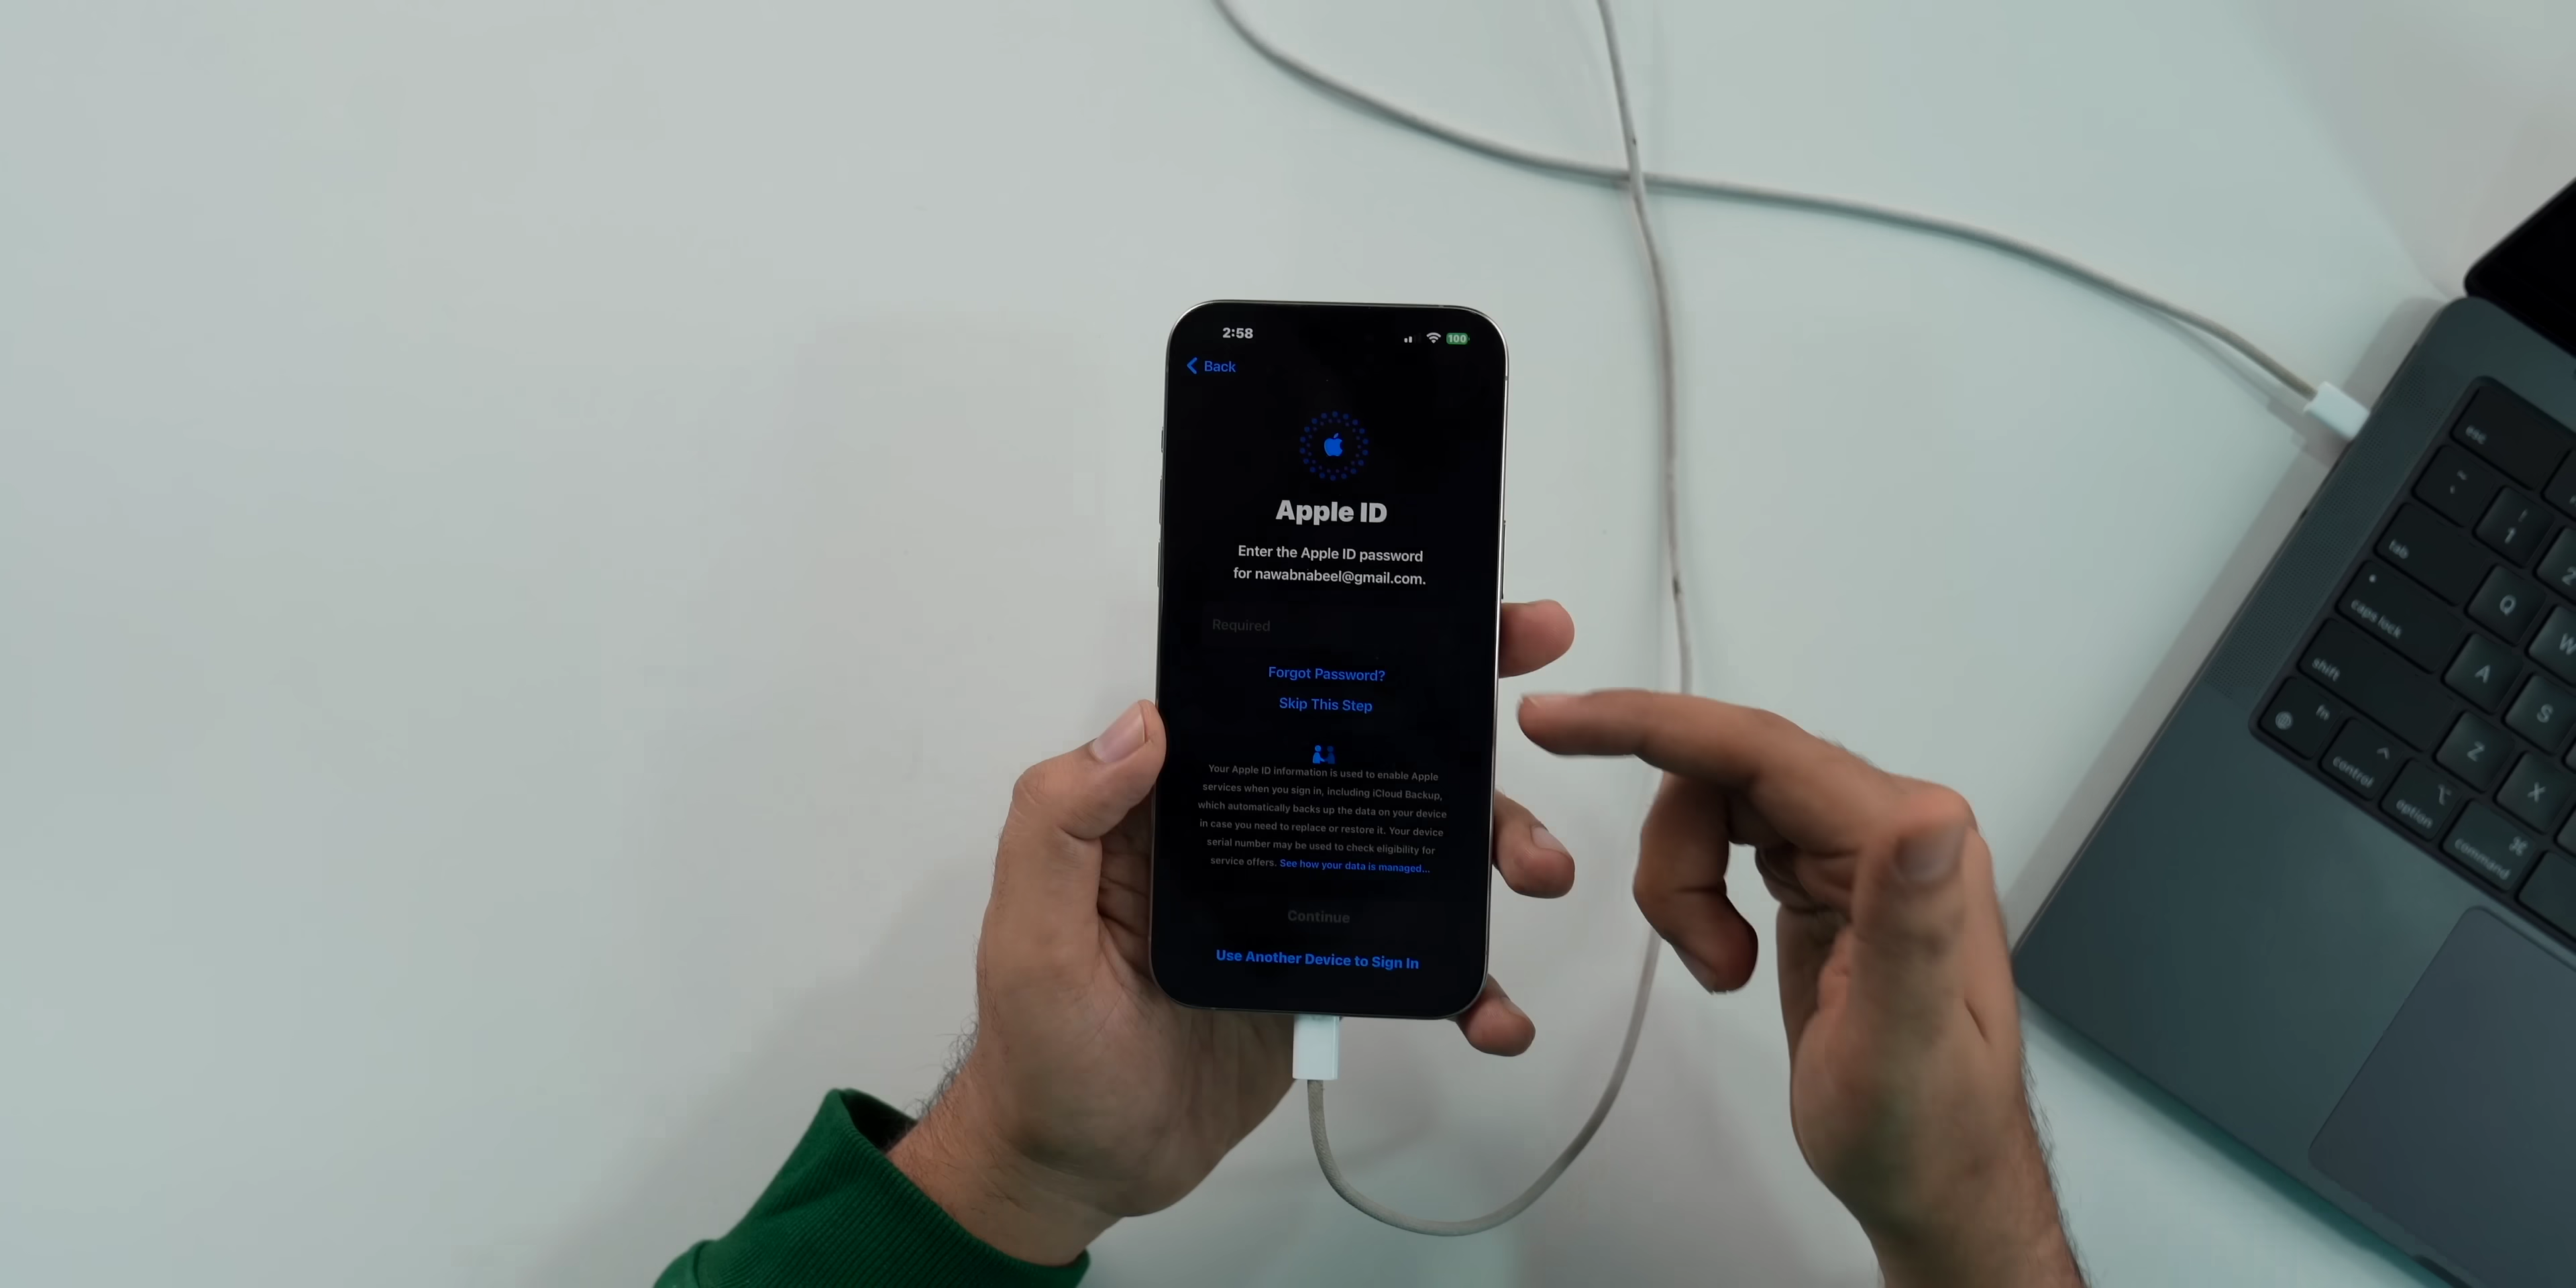 2:58
100
Back
Apple ID
Enter the Apple ID password
for nawabnabeel@gmail.com.
Required
Forgot Password?
Skip This Step
Your Apple ID information is used to enable Apple
services when you sign in, including iCloud Backup,
which automatically backs up the data on your device
in case you need to replace or restore it. Your device
serial number may be used to check eligibility for
service offers. See how your data is managed...
Continue
Use Another Device to Sign In
esc
~
!
1
2
tab
Q
W
caps lock
A
S
shift
Z
X
fn
^
control
⌥
option
⌘
command